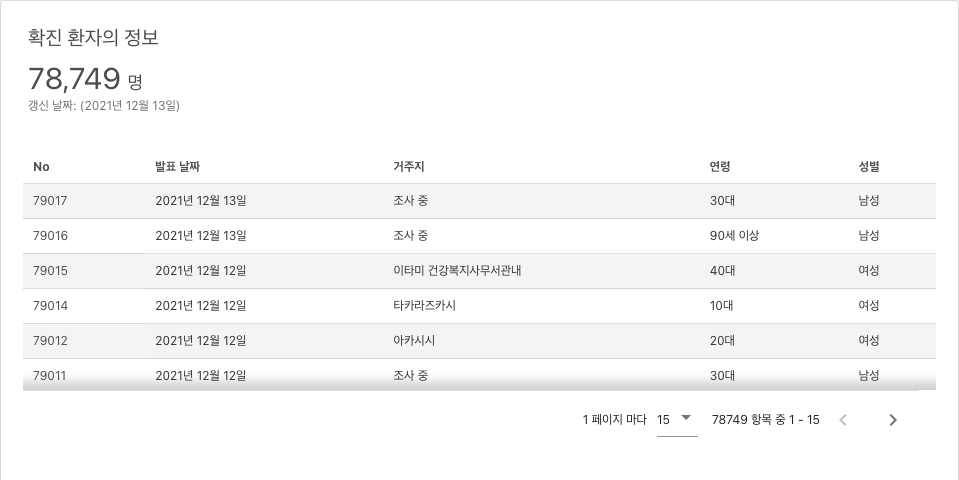 확진 환자의 정보
78,749 명
갱신 날짜: (2021년 12월 13일)
No 발표 날짜 거주지 연령 성별
79017 2021년 12월 13일 조사 중 30대 남성
79016 2021년 12월 13일 조사 중 90세 이상 남성
79015 2021년 12월 12일 이타미 건강복지사무서관내 40대 여성
79014 2021년 12월 12일 타카라즈카시 10대 여성
79012 2021년 12월 12일 아카시시 20대 여성
79011 2021년 12월 12일 조사 중 30대 남성
1 페이지 마다 15 78749 항목 중 1 - 15